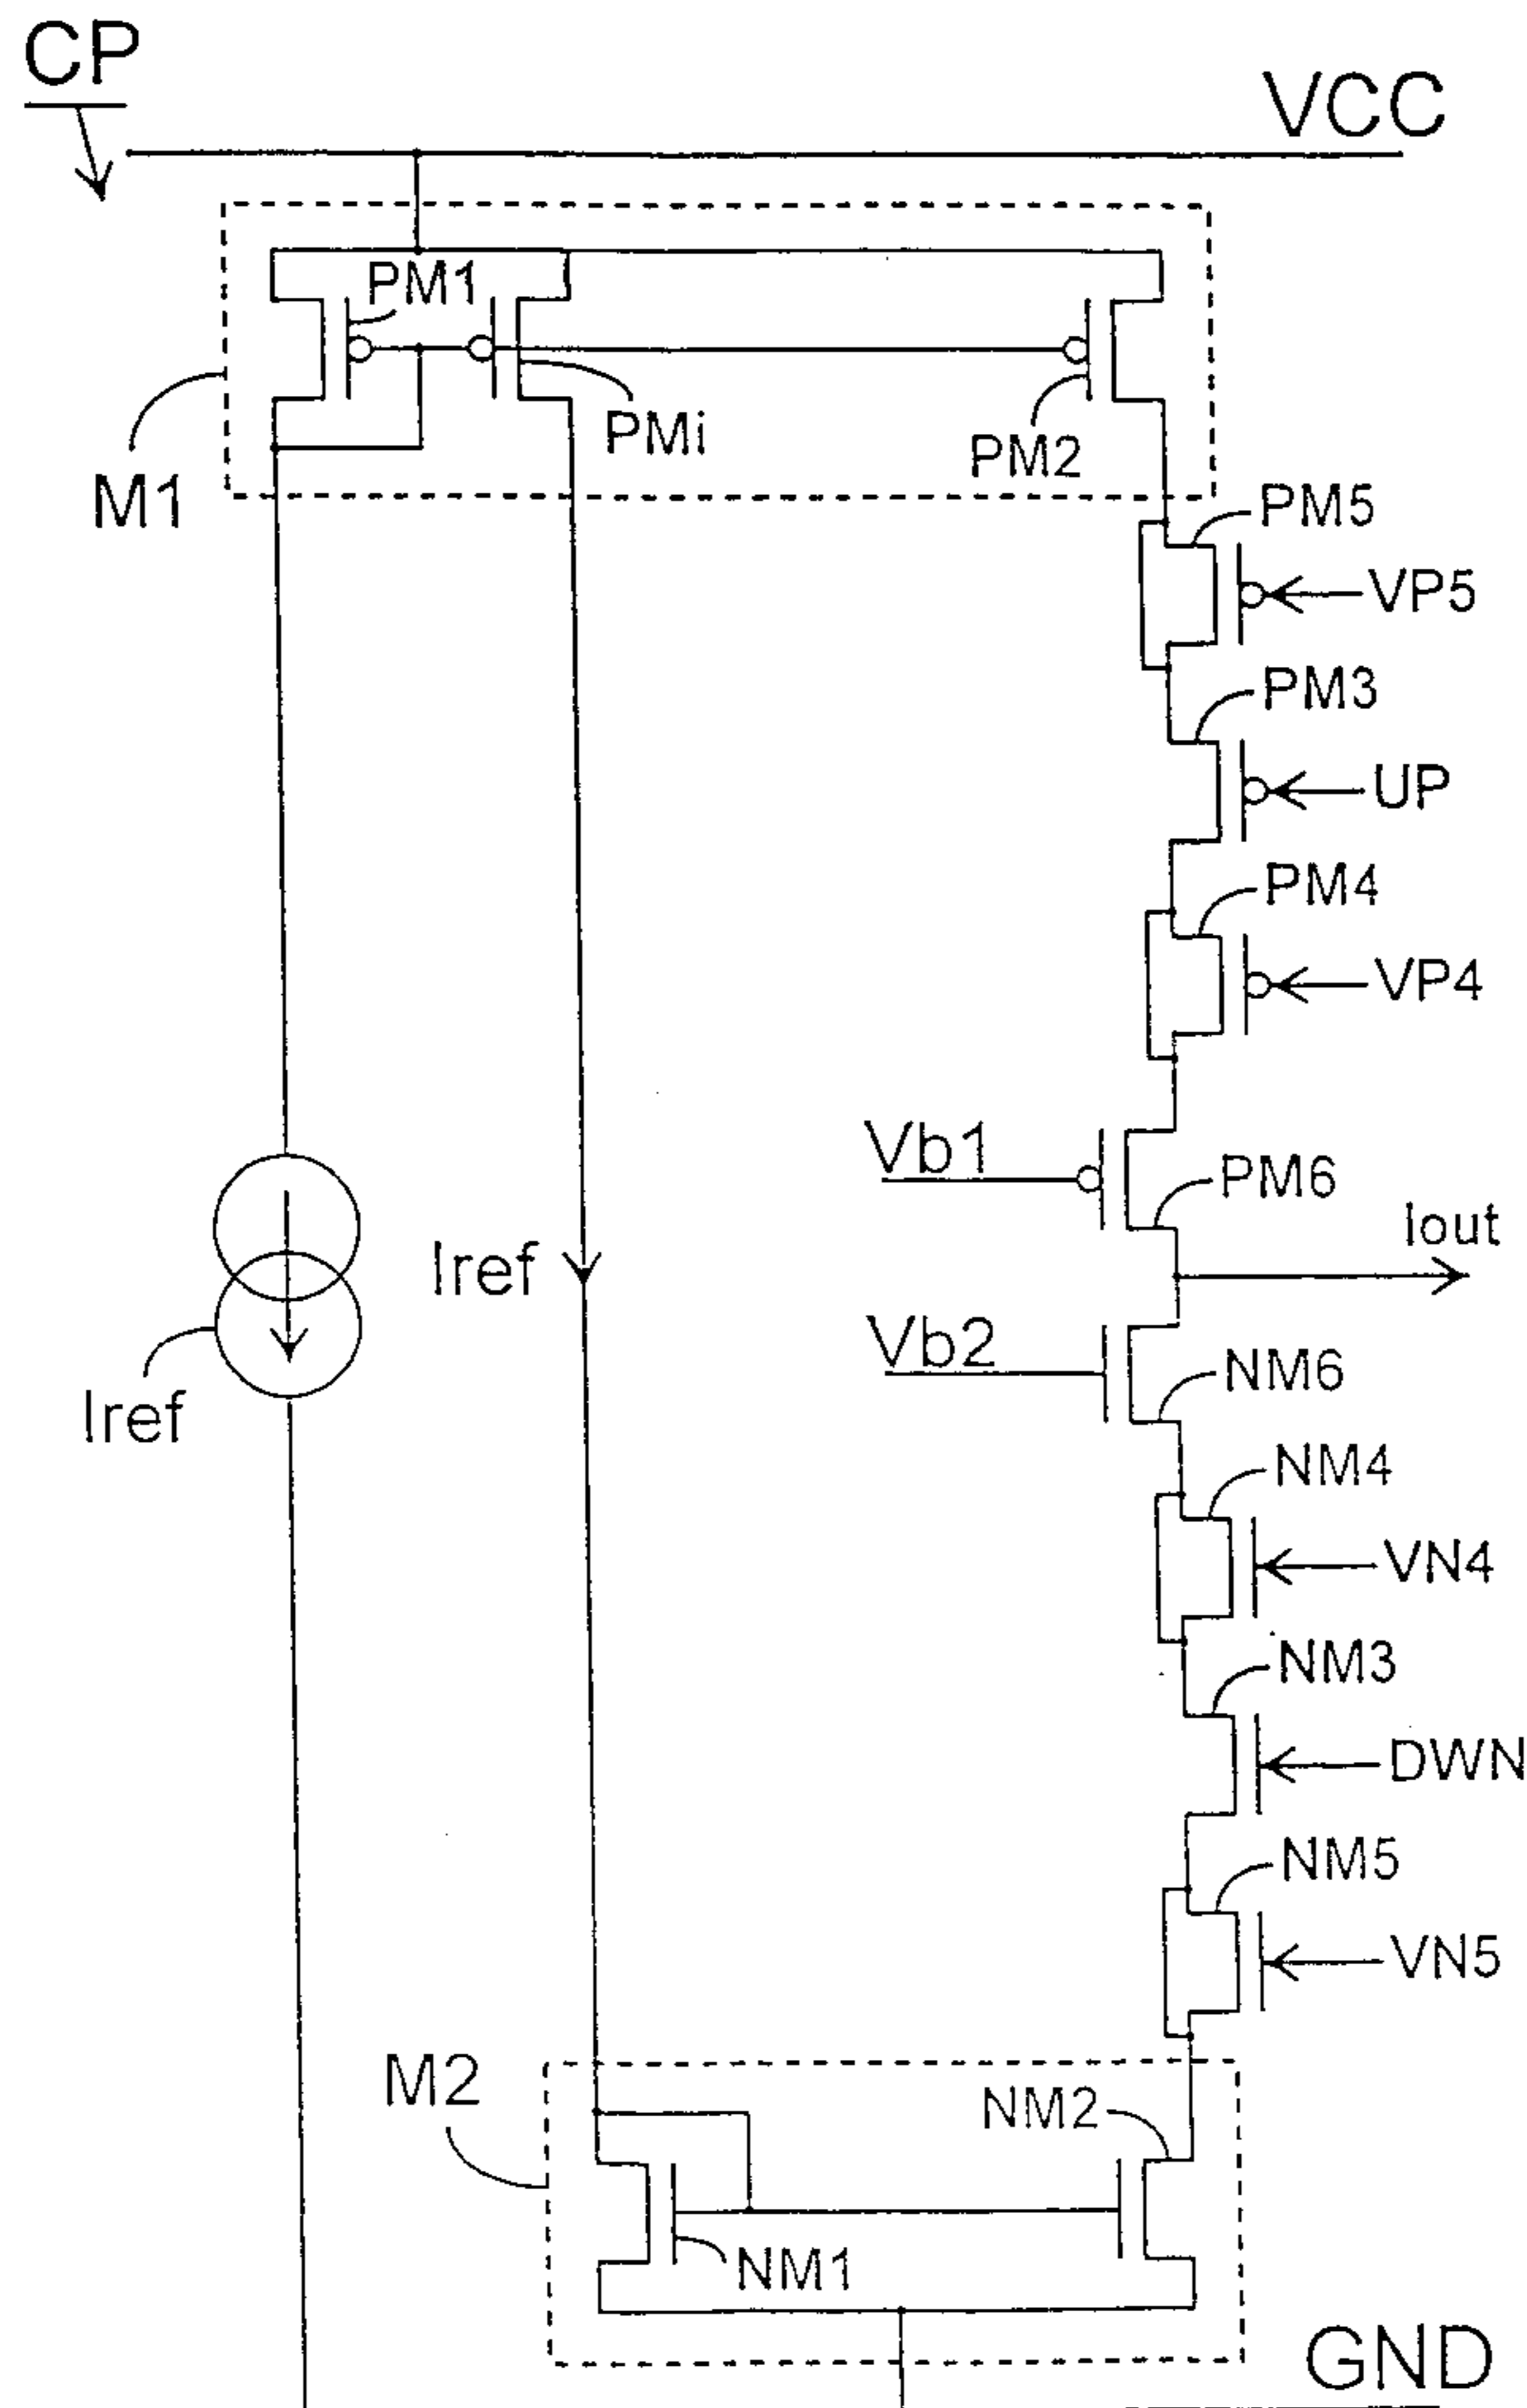 CP
VCC
PM1
PMi
PM2
M1
PM5
VP5
PM3
UP
PM4
VP4
Vb1
PM6
Iout
Iref
Iref
Vb2
NM6
NM4
VN4
NM3
DWN
NM5
VN5
M2
NM2
NM1
GND